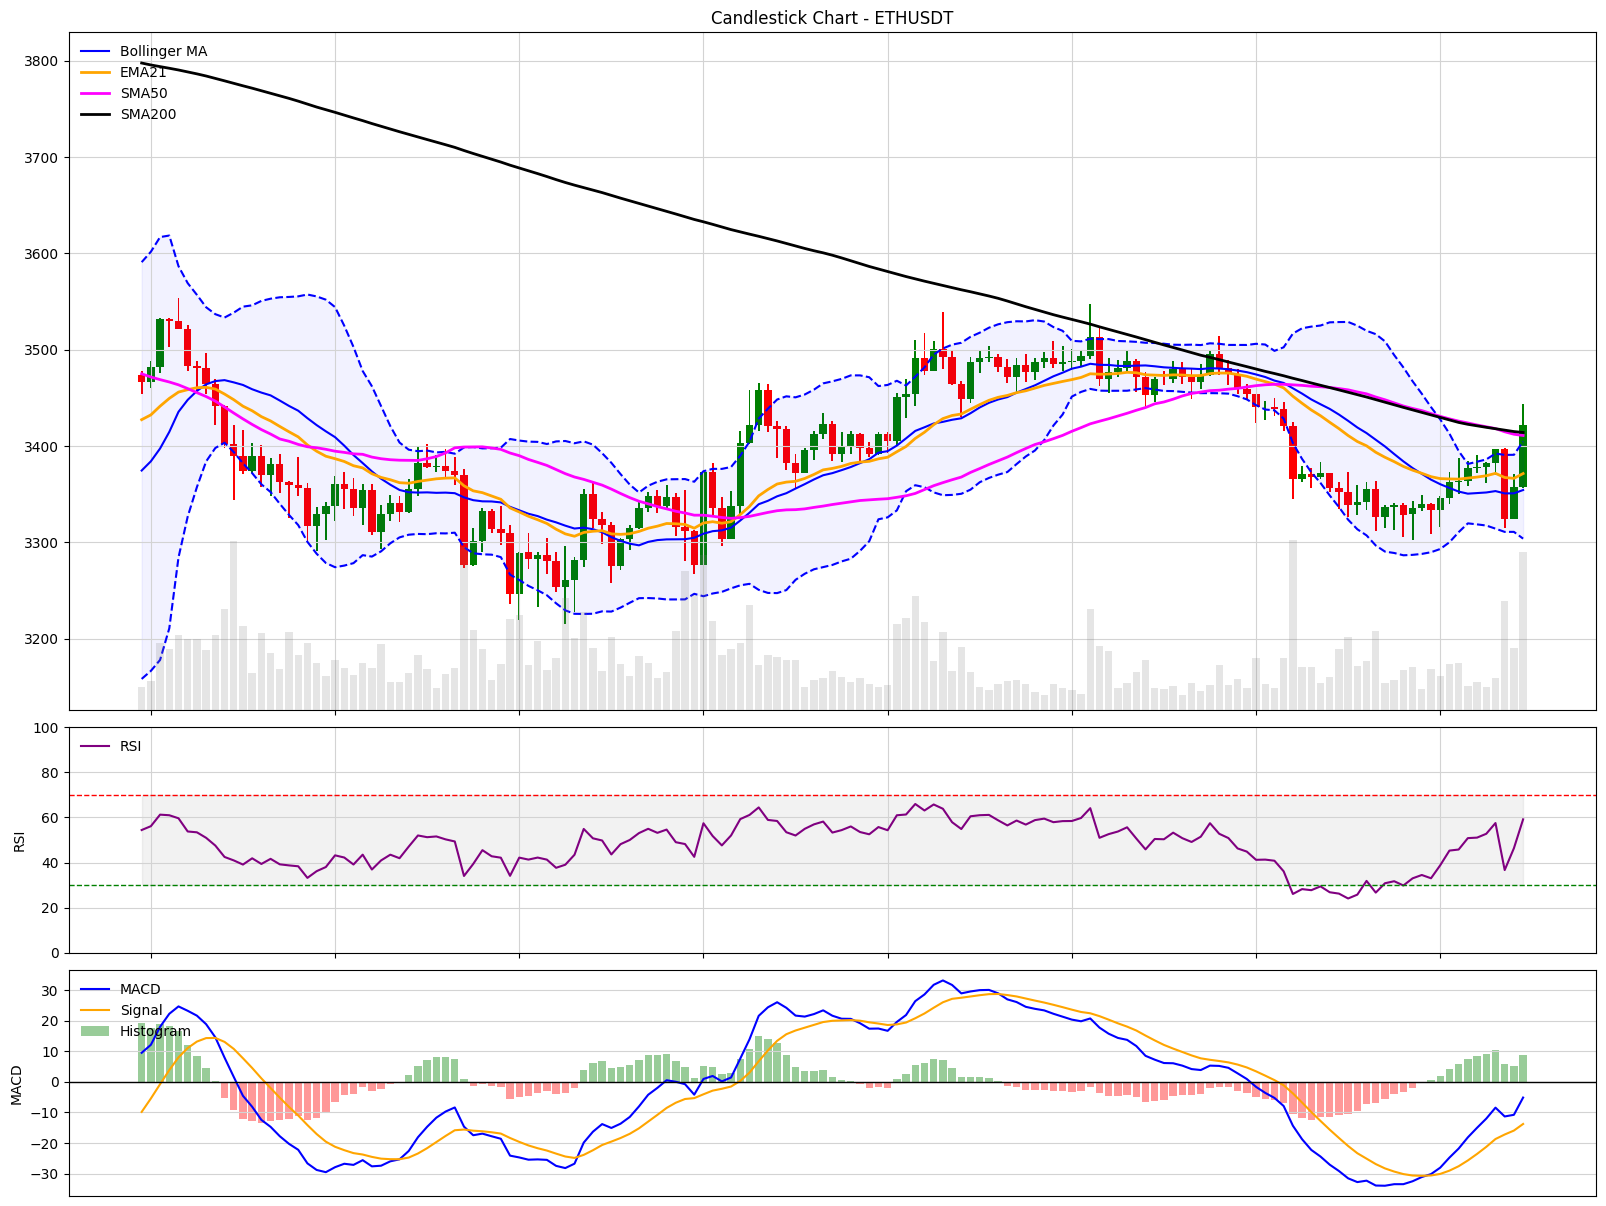 Candlestick Chart - ETHUSDT
Bollinger MA
EMA21
SMA50
SMA200
3800
3700
3600
3500
3400
3300
3200
RSI
RSI
100
80
60
40
20
0
MACD
Signal
Histogram
MACD
30
20
10
0
−10
−20
−30